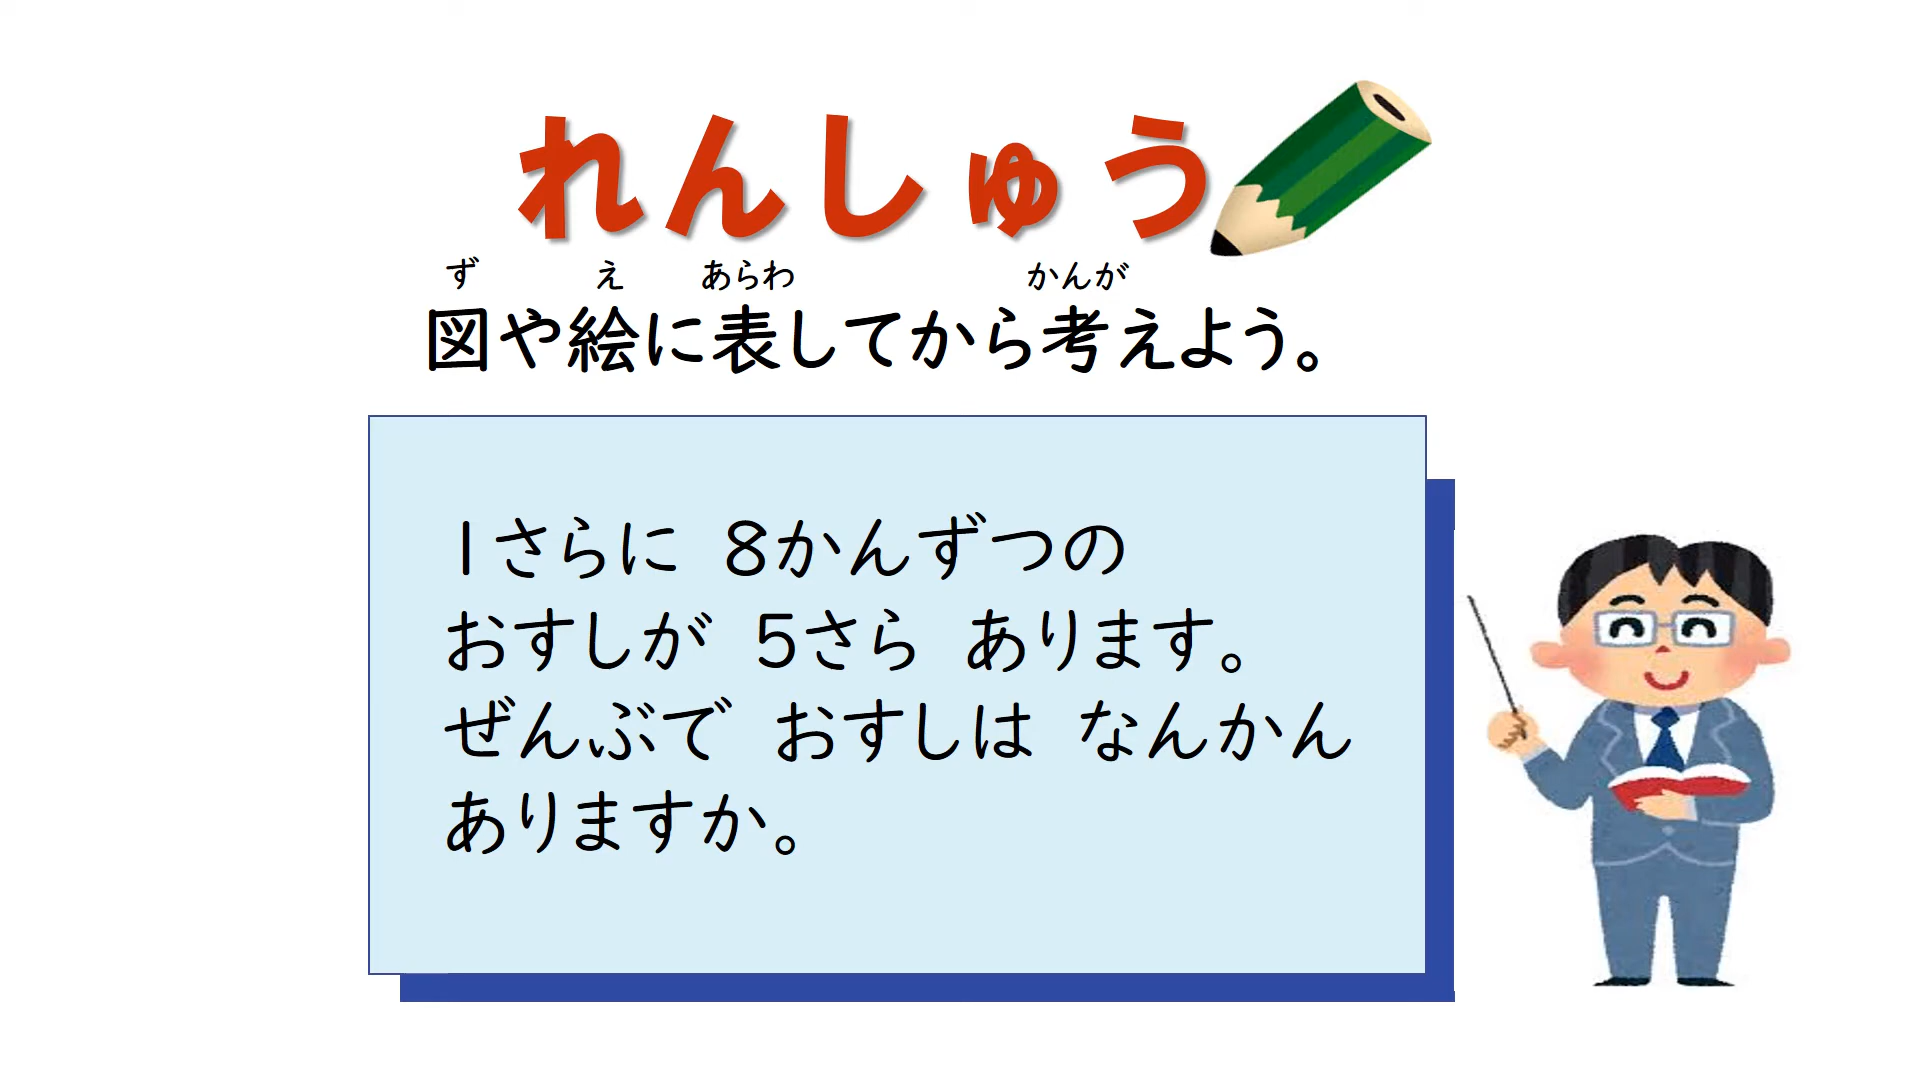 れんしゅう
ず え あらわ かんが
図や絵に表してから考えよう。
1さらに 8かんずつの
おすしが 5さら あります。
ぜんぶで おすしは なんかん
ありますか。